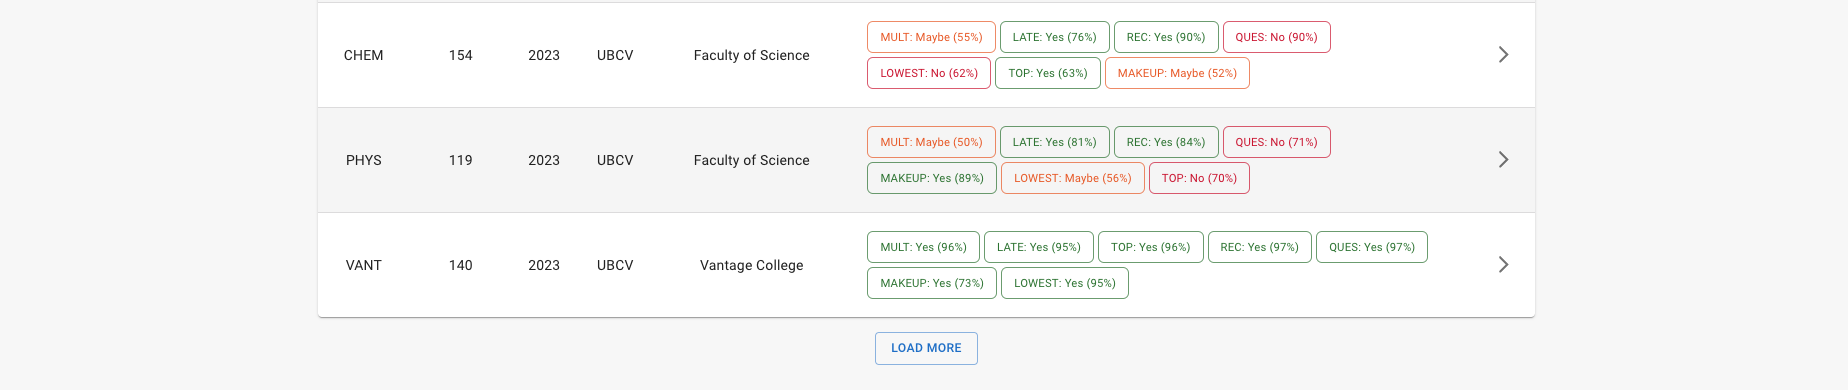 CHEM 154 2023 UBCV Faculty of Science
MULT: Maybe (55%) LATE: Yes (76%) REC: Yes (90%) QUES: No (90%)
LOWEST: No (62%) TOP: Yes (63%) MAKEUP: Maybe (52%)
PHYS 119 2023 UBCV Faculty of Science
MULT: Maybe (50%) LATE: Yes (81%) REC: Yes (84%) QUES: No (71%)
MAKEUP: Yes (89%) LOWEST: Maybe (56%) TOP: No (70%)
VANT 140 2023 UBCV Vantage College
MULT: Yes (96%) LATE: Yes (95%) TOP: Yes (96%) REC: Yes (97%) QUES: Yes (97%)
MAKEUP: Yes (73%) LOWEST: Yes (95%)
LOAD MORE